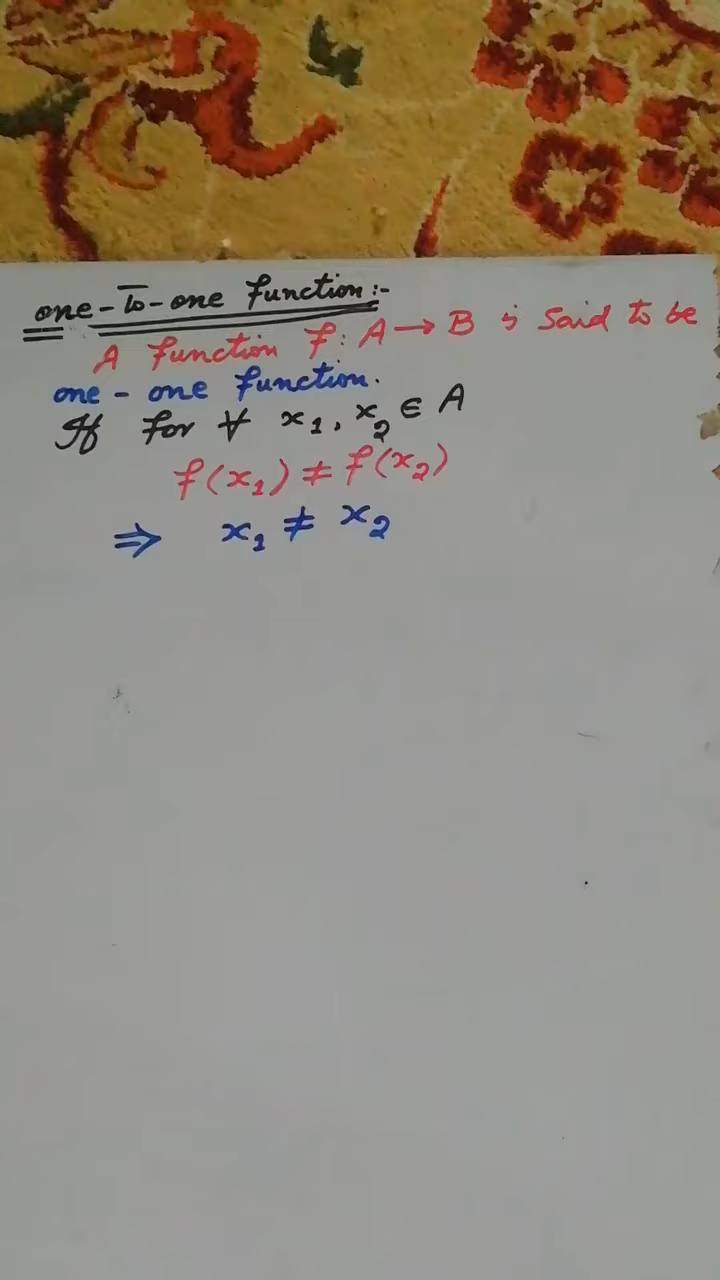 one-To-one function:-
A function f: A → B is said to be
one - one function.
If for ∀ x₁, x₂ ∈ A
f(x₁) ≠ f(x₂)
⇒ x₁ ≠ x₂